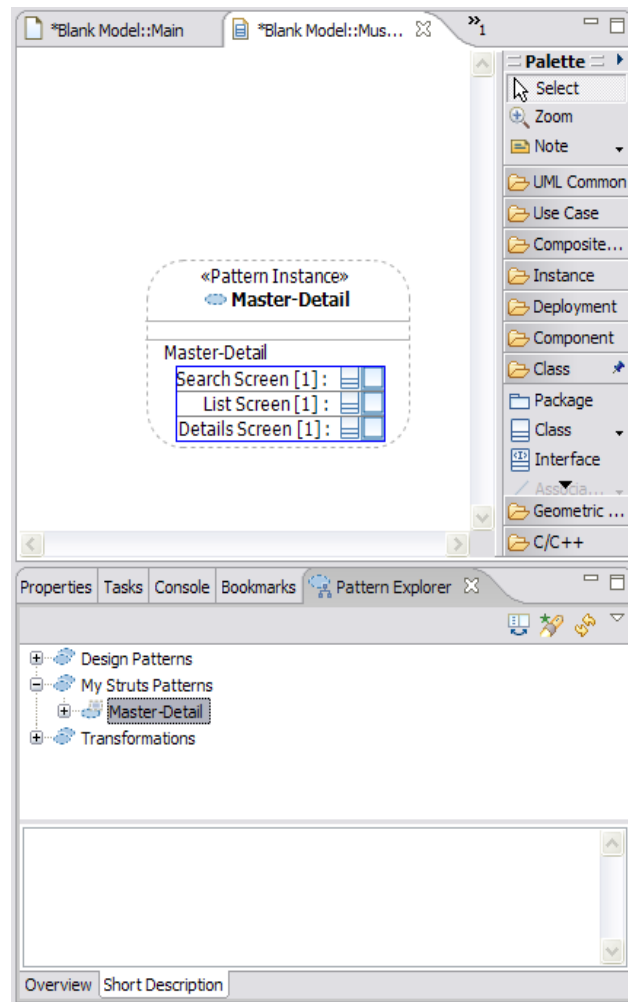 *Blank Model::Main
*Blank Model::Mus...
»1
Palette
Select
Zoom
Note
UML Common
Use Case
Composite...
Instance
Deployment
Component
Class
Package
Class
Interface
Associa...
Geometric ...
C/C++
«Pattern Instance»
Master-Detail
Master-Detail
Search Screen [1] :
List Screen [1] :
Details Screen [1] :
Properties Tasks Console Bookmarks Pattern Explorer
Design Patterns
My Struts Patterns
Master-Detail
Transformations
Overview Short Description